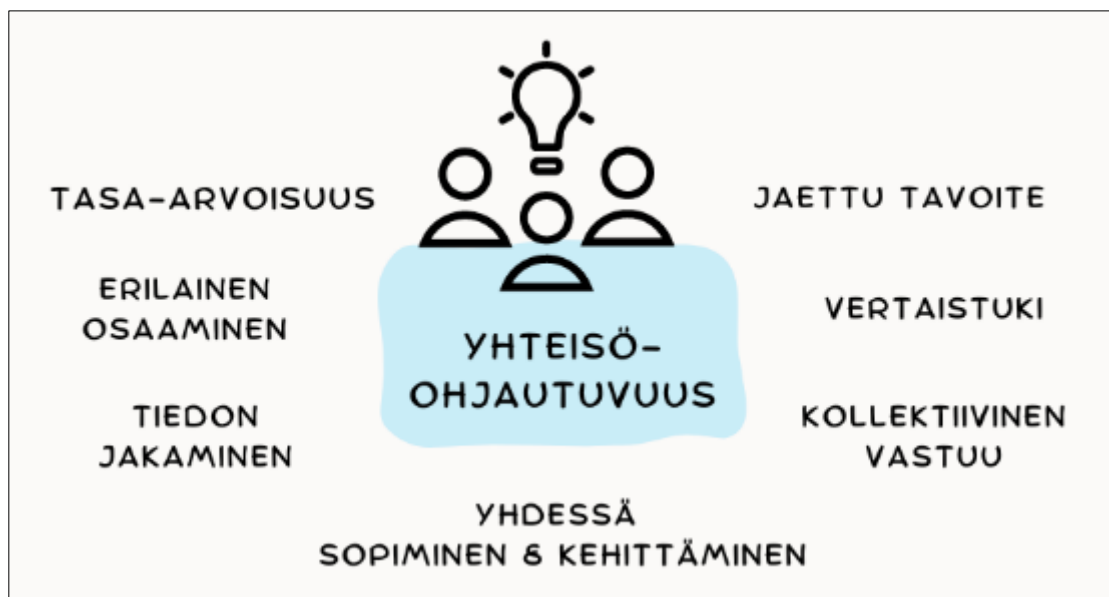 TASA-ARVOISUUS
JAETTU TAVOITE
ERILAINEN
OSAAMINEN
VERTAISTUKI
YHTEISÖ-
OHJAUTUVUUS
TIEDON
JAKAMINEN
KOLLEKTIIVINEN
VASTUU
YHDESSÄ
SOPIMINEN & KEHITTÄMINEN